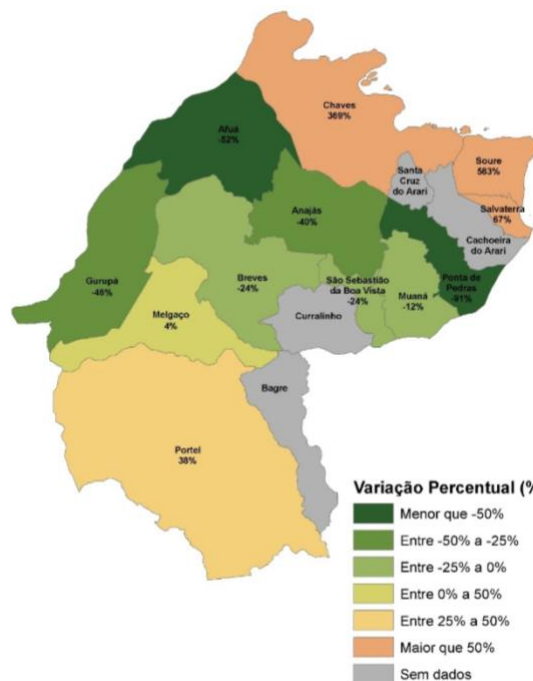 Chaves
369%
Afuá
-52%
Soure
563%
Santa
Cruz
do Arari
Salvaterra
67%
Anajás
-40%
Cachoeira
do Arari
Gurupá
-46%
Breves
-24%
São Sebastião
da Boa Vista
-24%
Ponta de
Pedras
-91%
Muaná
-12%
Melgaço
4%
Curralinho
Bagre
Portel
38%
Variação Percentual (%
Menor que -50%
Entre -50% a -25%
Entre -25% a 0%
Entre 0% a 50%
Entre 25% a 50%
Maior que 50%
Sem dados